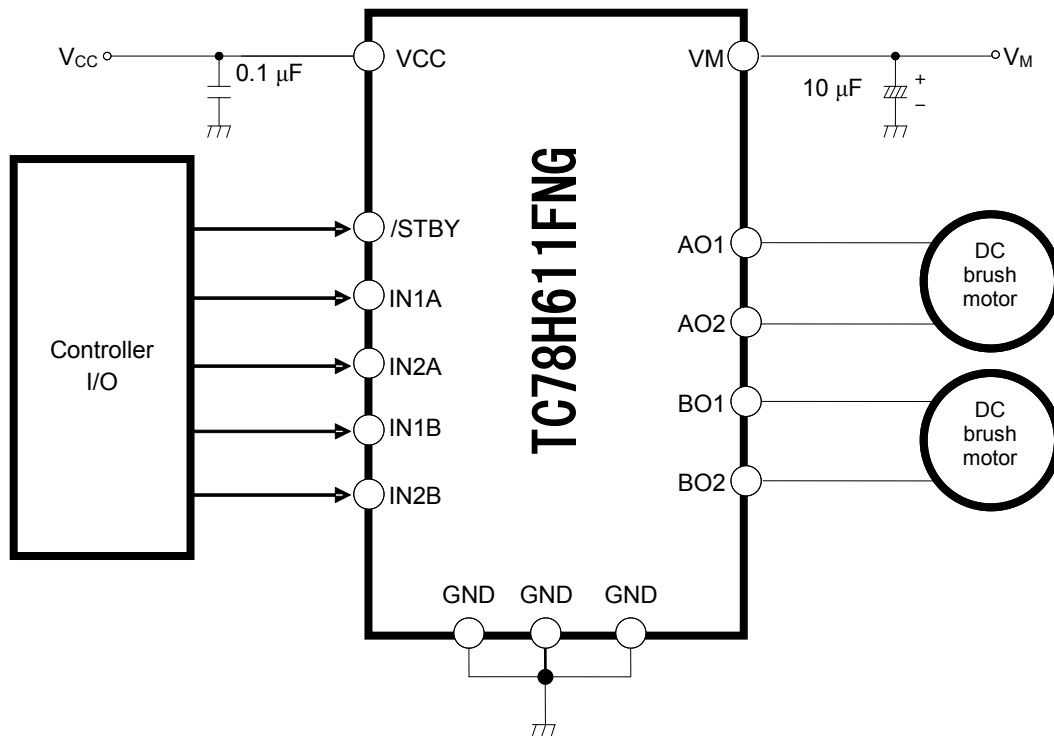 VCC
0.1 μF
VCC
VM
10 μF
+
−
VM
Controller
I/O
/STBY
IN1A
IN2A
IN1B
IN2B
TC78H611FNG
AO1
AO2
BO1
BO2
DC
brush
motor
DC
brush
motor
GND GND GND